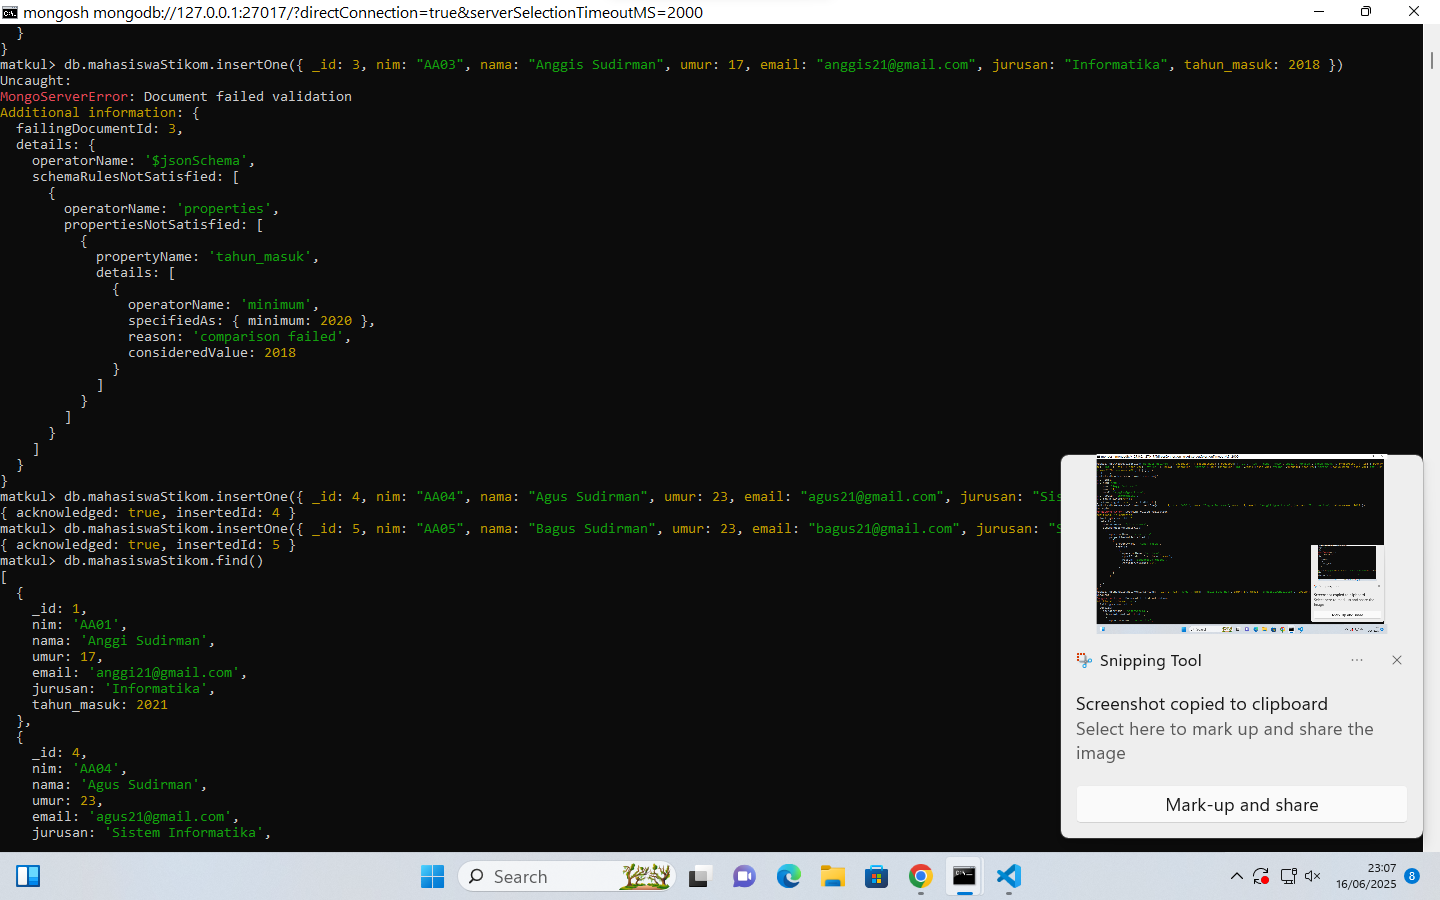 mongosh mongodb://127.0.0.1:27017/?directConnection=true&serverSelectionTimeoutMS=2000
  }
}
matkul> db.mahasiswaStikom.insertOne({ _id: 3, nim: "AA03", nama: "Anggis Sudirman", umur: 17, email: "anggis21@gmail.com", jurusan: "Informatika", tahun_masuk: 2018 })
Uncaught:
MongoServerError: Document failed validation
Additional information: {
  failingDocumentId: 3,
  details: {
    operatorName: '$jsonSchema',
    schemaRulesNotSatisfied: [
      {
        operatorName: 'properties',
        propertiesNotSatisfied: [
          {
            propertyName: 'tahun_masuk',
            details: [
              {
                operatorName: 'minimum',
                specifiedAs: { minimum: 2020 },
                reason: 'comparison failed',
                consideredValue: 2018
              }
            ]
          }
        ]
      }
    ]
  }
}
matkul> db.mahasiswaStikom.insertOne({ _id: 4, nim: "AA04", nama: "Agus Sudirman", umur: 23, email: "agus21@gmail.com", jurusan: "Sis
{ acknowledged: true, insertedId: 4 }
matkul> db.mahasiswaStikom.insertOne({ _id: 5, nim: "AA05", nama: "Bagus Sudirman", umur: 23, email: "bagus21@gmail.com", jurusan: "S
{ acknowledged: true, insertedId: 5 }
matkul> db.mahasiswaStikom.find()
[
  {
    _id: 1,
    nim: 'AA01',
    nama: 'Anggi Sudirman',
    umur: 17,
    email: 'anggi21@gmail.com',
    jurusan: 'Informatika',
    tahun_masuk: 2021
  },
  {
    _id: 4,
    nim: 'AA04',
    nama: 'Agus Sudirman',
    umur: 23,
    email: 'agus21@gmail.com',
    jurusan: 'Sistem Informatika',
Snipping Tool
Screenshot copied to clipboard
Select here to mark up and share the
image
Mark-up and share
Search
23:07
16/06/2025
8